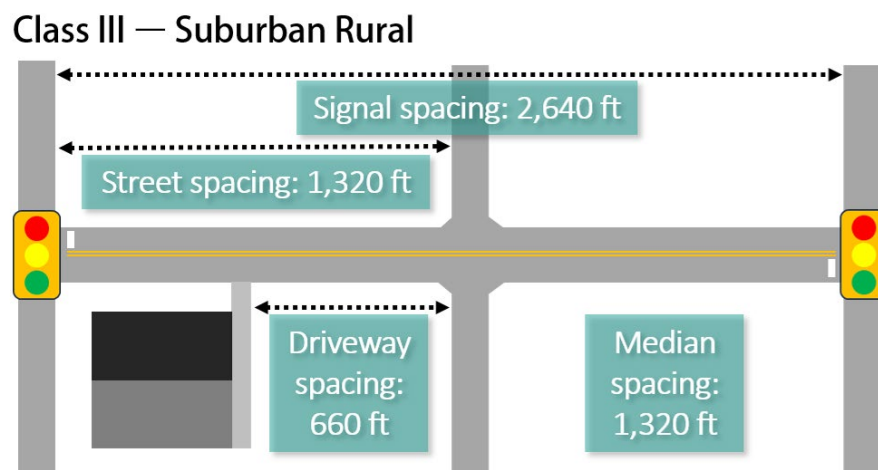 Class III — Suburban Rural
Signal spacing: 2,640 ft
Street spacing: 1,320 ft
Driveway
spacing:
660 ft
Median
spacing:
1,320 ft